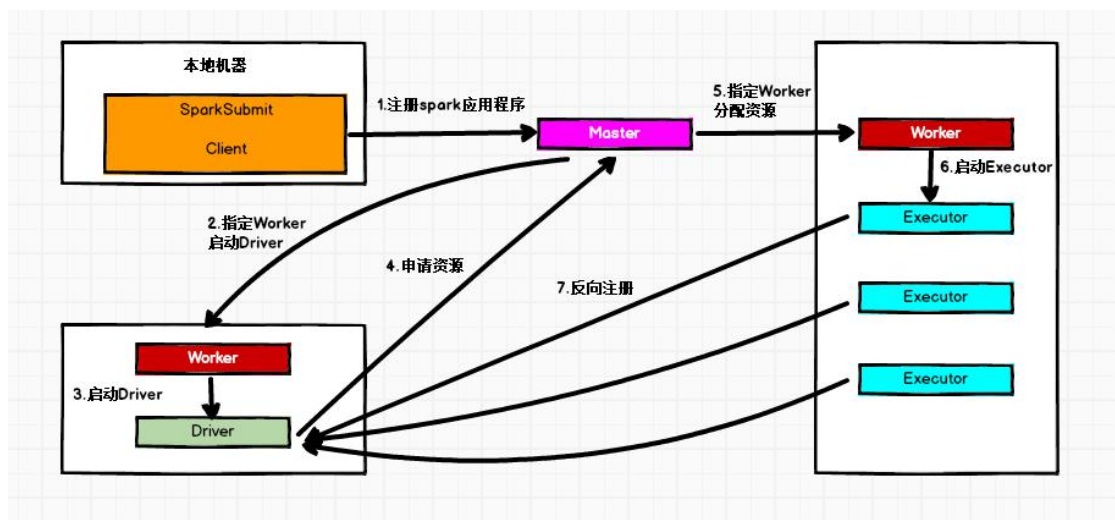 本地机器
SparkSubmit
Client
1.注册spark应用程序
Master
5.指定Worker
分配资源
Worker
6.启动Executor
Executor
2.指定Worker
启动Driver
4.申请资源
7.反向注册
Executor
Worker
3.启动Driver
Executor
Driver